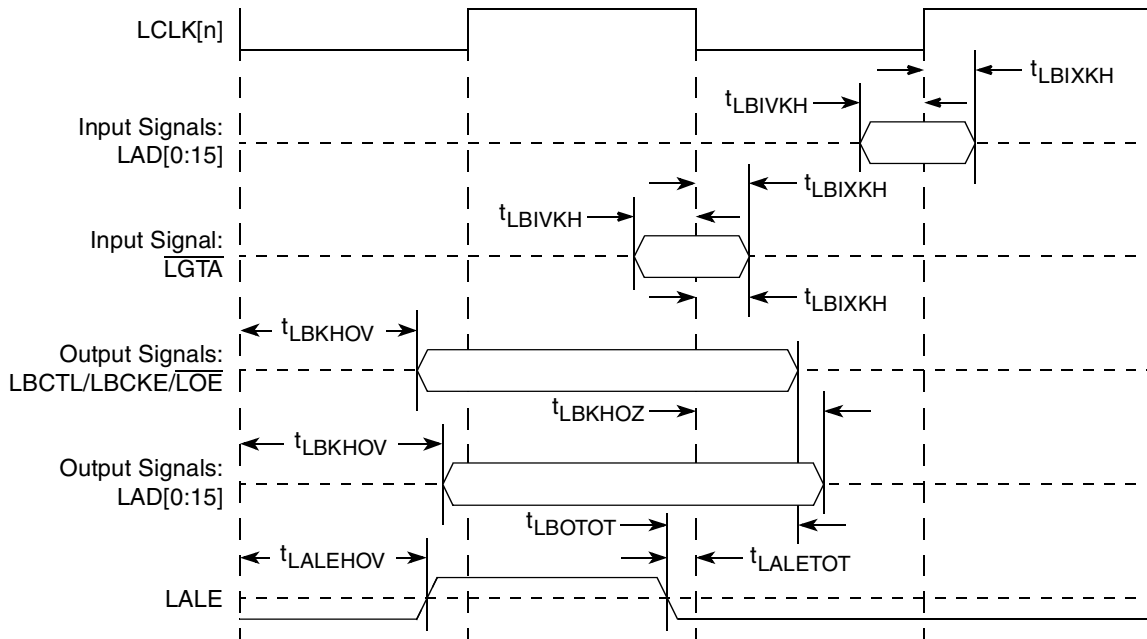 LCLK[n]
tLBIXKH
tLBIVKH
Input Signals:
LAD[0:15]
tLBIXKH
tLBIVKH
Input Signal:
LGTA
tLBIXKH
tLBKHOV
Output Signals:
LBCTL/LBCKE/LOE
tLBKHOZ
tLBKHOV
Output Signals:
LAD[0:15]
tLBOTOT
tLALEHOV
tLALETOT
LALE